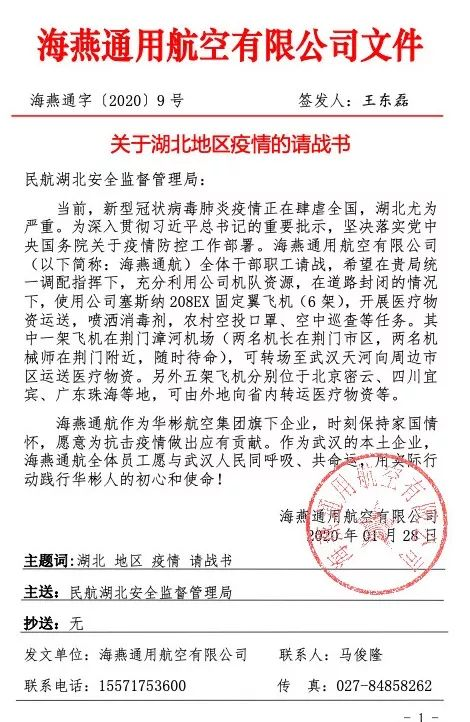 海燕通用航空有限公司文件
海燕通字〔2020〕9号 签发人：王东磊
关于湖北地区疫情的请战书
民航湖北安全监督管理局：
当前，新型冠状病毒肺炎疫情正在肆虐全国，湖北尤为
严重。为深入贯彻习近平总书记的重要批示，坚决落实党中
央国务院关于疫情防控工作部署。海燕通用航空有限公司
（以下简称：海燕通航）全体干部职工请战，希望在贵局统
一调配指挥下，充分利用公司机队资源，在道路封闭的情况
下，使用公司塞斯纳208EX固定翼飞机（6架），开展医疗物
资运送，喷洒消毒剂，农村空投口罩、空中巡查等任务。其
中一架飞机在荆门漳河机场（两名机长在荆门市区，两名机
械师在荆门附近，随时待命），可转场至武汉天河向周边市
区运送医疗物资。另外五架飞机分别位于北京密云、四川宜
宾、广东珠海等地，可由外地向省内转运医疗物资等。
海燕通航作为华彬航空集团旗下企业，时刻保持家国情
怀，愿意为抗击疫情做出应有贡献。作为武汉的本土企业，
海燕通航全体员工愿与武汉人民同呼吸、共命运，用实际行
动践行华彬人的初心和使命！
海燕通用航空有限公司
2020年01月28日
海燕通用航空有限公司
主题词：湖北 地区 疫情 请战书
主送：民航湖北安全监督管理局
抄送：无
发文单位：海燕通用航空有限公司 联系人：马俊隆
联系电话：15571753600 传 真：027-84858262
- 1 -